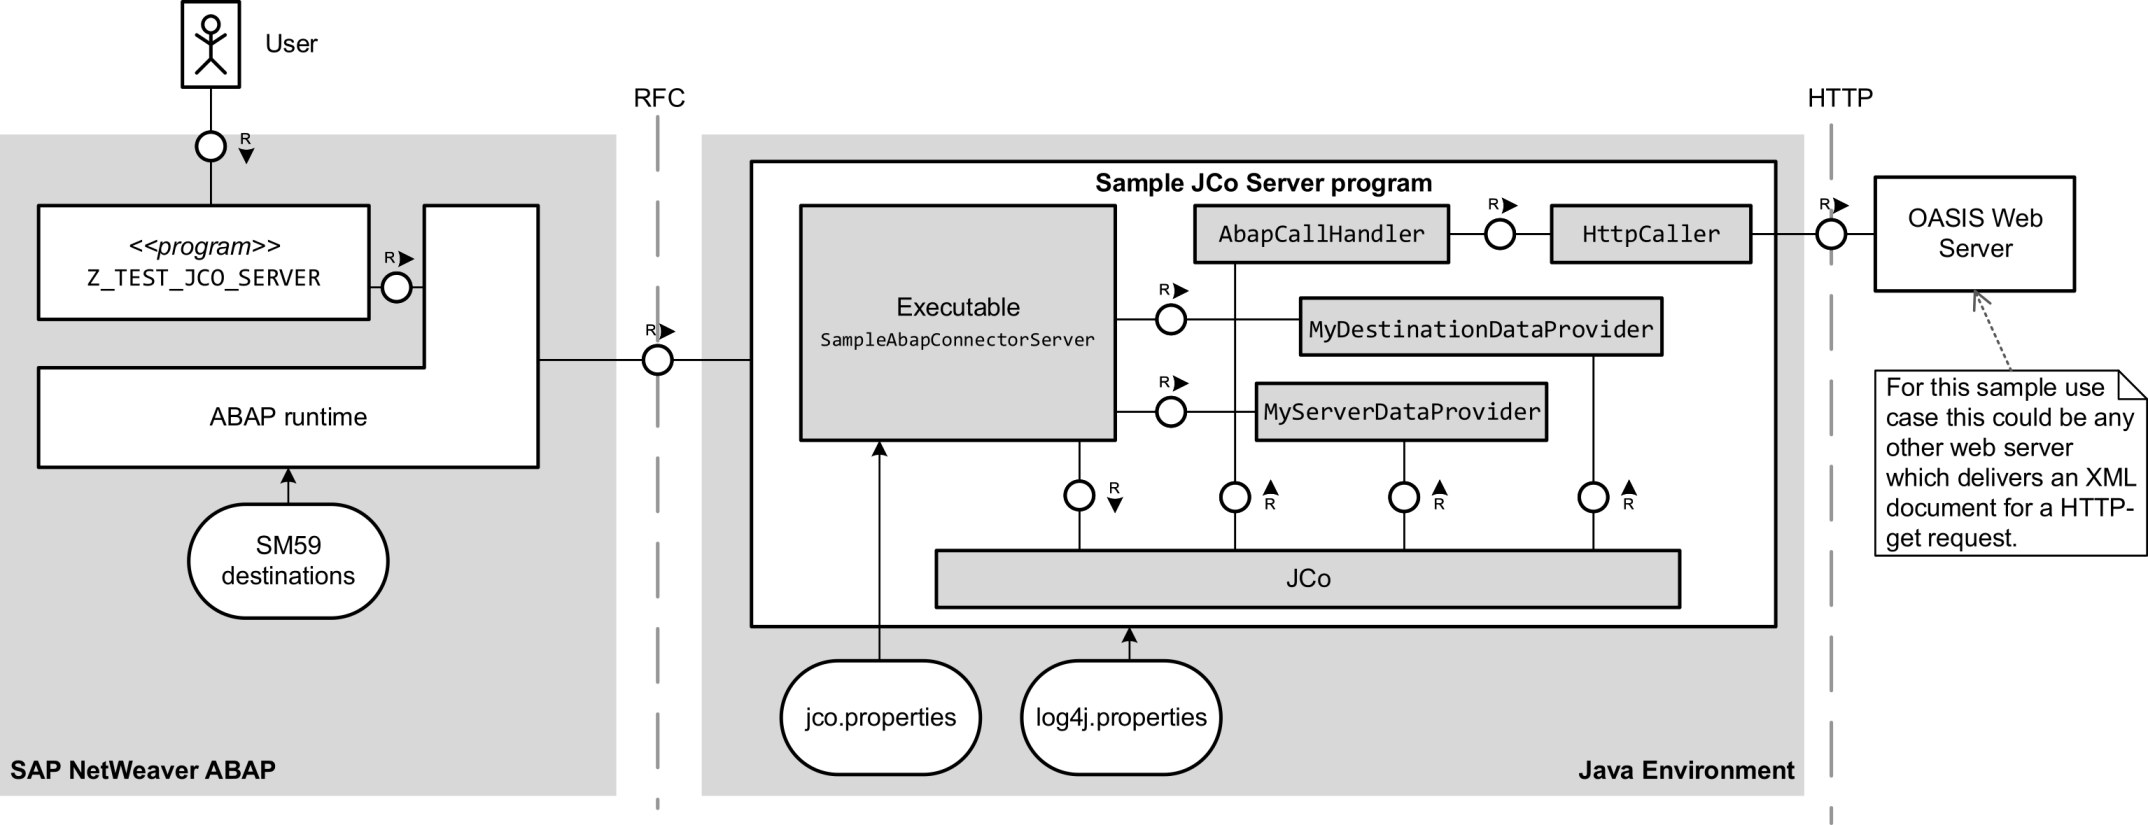 User
R
RFC
HTTP
<<program>>
Z_TEST_JCO_SERVER
R
ABAP runtime
SM59
destinations
SAP NetWeaver ABAP
R
Sample JCo Server program
Executable
SampleAbapConnectorServer
AbapCallHandler
R
HttpCaller
R
MyDestinationDataProvider
R
MyServerDataProvider
R
R
R
R
JCo
jco.properties
log4j.properties
Java Environment
R
OASIS Web
Server
For this sample use
case this could be any
other web server
which delivers an XML
document for a HTTP-
get request.